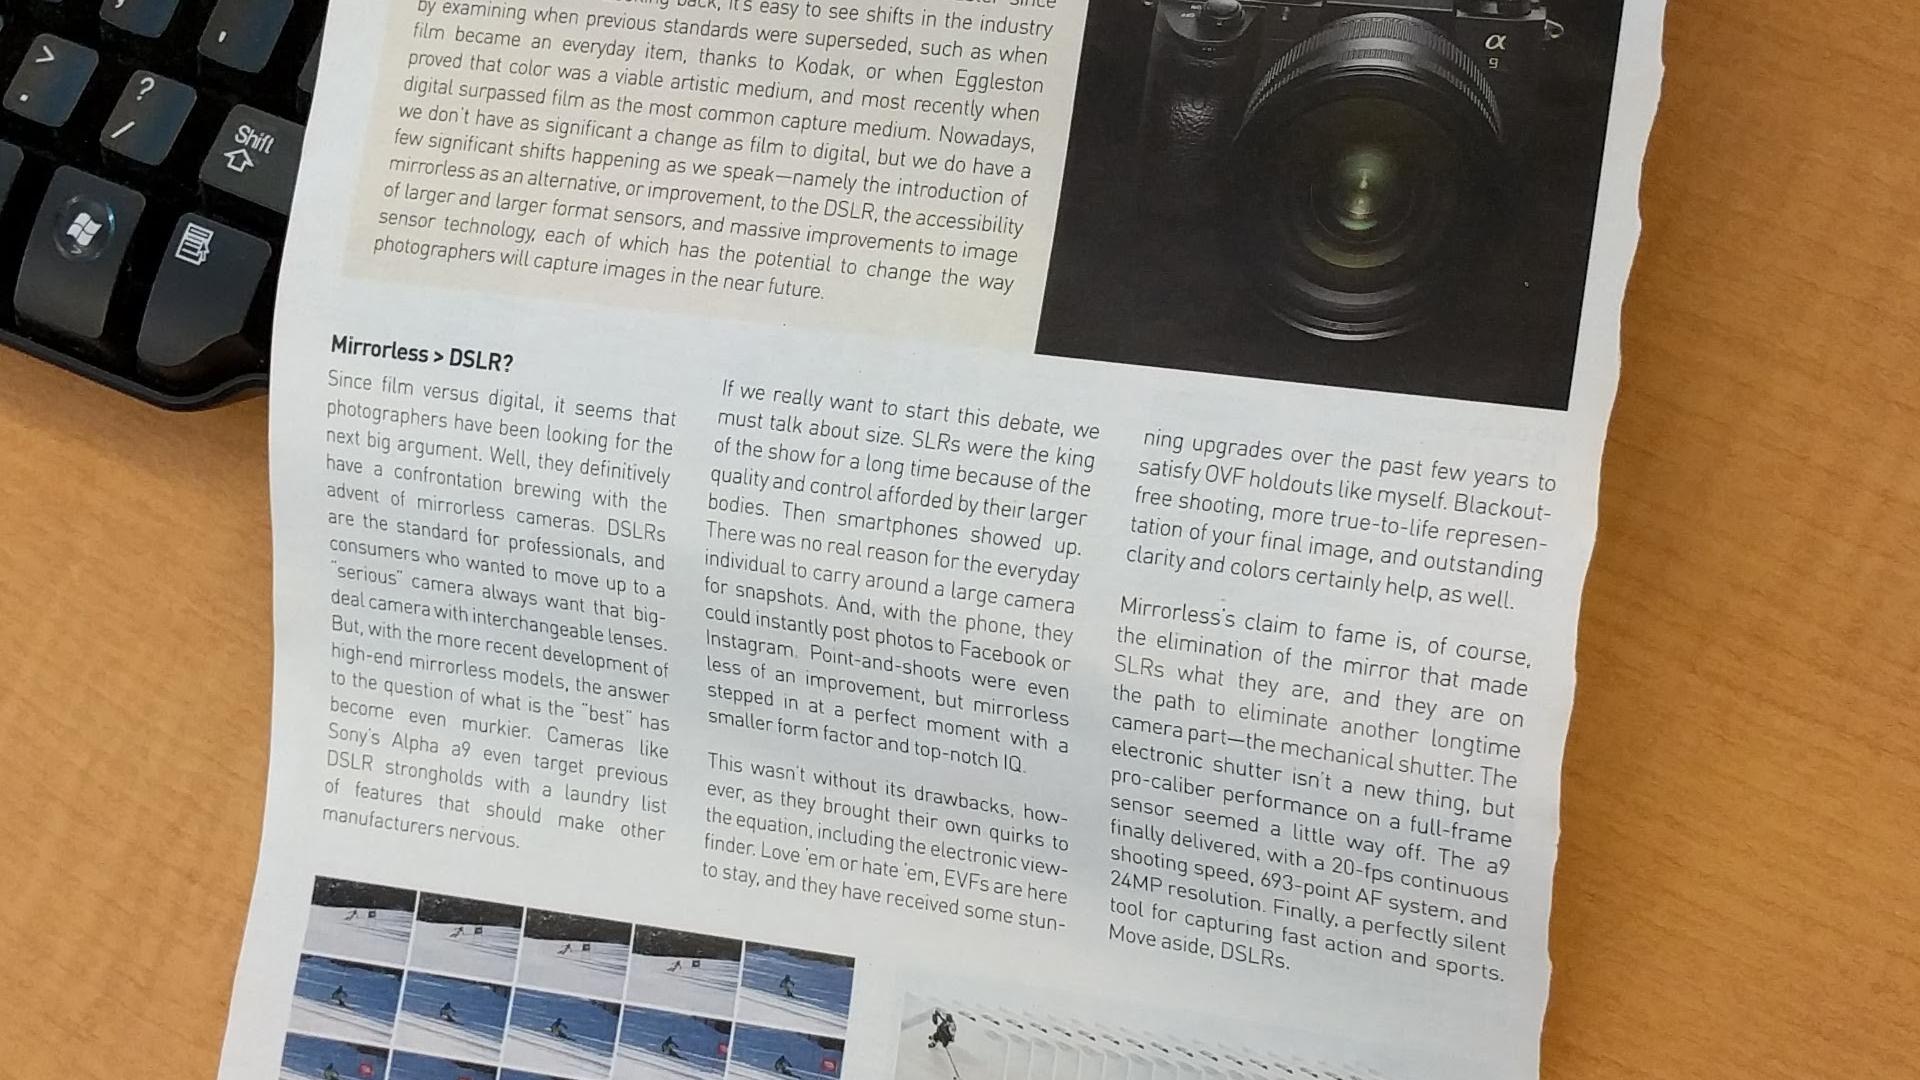 back, it's easy to see shifts in the industry
by examining when previous standards were superseded, such as when
film became an everyday item, thanks to Kodak, or when Eggleston
proved that color was a viable artistic medium, and most recently when
digital surpassed film as the most common capture medium. Nowadays,
we don't have as significant a change as film to digital, but we do have a
few significant shifts happening as we speak—namely the introduction of
mirrorless as an alternative, or improvement, to the DSLR, the accessibility
of larger and larger format sensors, and massive improvements to image
sensor technology, each of which has the potential to change the way
photographers will capture images in the near future.
α
9
Mirrorless > DSLR?
Since film versus digital, it seems that
photographers have been looking for the
next big argument. Well, they definitively
have a confrontation brewing with the
advent of mirrorless cameras. DSLRs
are the standard for professionals, and
consumers who wanted to move up to a
"serious" camera always want that big-
deal camera with interchangeable lenses.
But, with the more recent development of
high-end mirrorless models, the answer
to the question of what is the "best" has
become even murkier. Cameras like
Sony's Alpha a9 even target previous
DSLR strongholds with a laundry list
of features that should make other
manufacturers nervous.
If we really want to start this debate, we
must talk about size. SLRs were the king
of the show for a long time because of the
quality and control afforded by their larger
bodies. Then smartphones showed up.
There was no real reason for the everyday
individual to carry around a large camera
for snapshots. And, with the phone, they
could instantly post photos to Facebook or
Instagram. Point-and-shoots were even
less of an improvement, but mirrorless
stepped in at a perfect moment with a
smaller form factor and top-notch IQ.
This wasn't without its drawbacks, how-
ever, as they brought their own quirks to
the equation, including the electronic view-
finder. Love 'em or hate 'em, EVFs are here
to stay, and they have received some stun-
ning upgrades over the past few years to
satisfy OVF holdouts like myself. Blackout-
free shooting, more true-to-life represen-
tation of your final image, and outstanding
clarity and colors certainly help, as well.
Mirrorless's claim to fame is, of course,
the elimination of the mirror that made
SLRs what they are, and they are on
the path to eliminate another longtime
camera part—the mechanical shutter. The
electronic shutter isn't a new thing, but
pro-caliber performance on a full-frame
sensor seemed a little way off. The a9
finally delivered, with a 20-fps continuous
shooting speed, 693-point AF system, and
24MP resolution. Finally, a perfectly silent
tool for capturing fast action and sports.
Move aside, DSLRs.
> .
? /
Shift